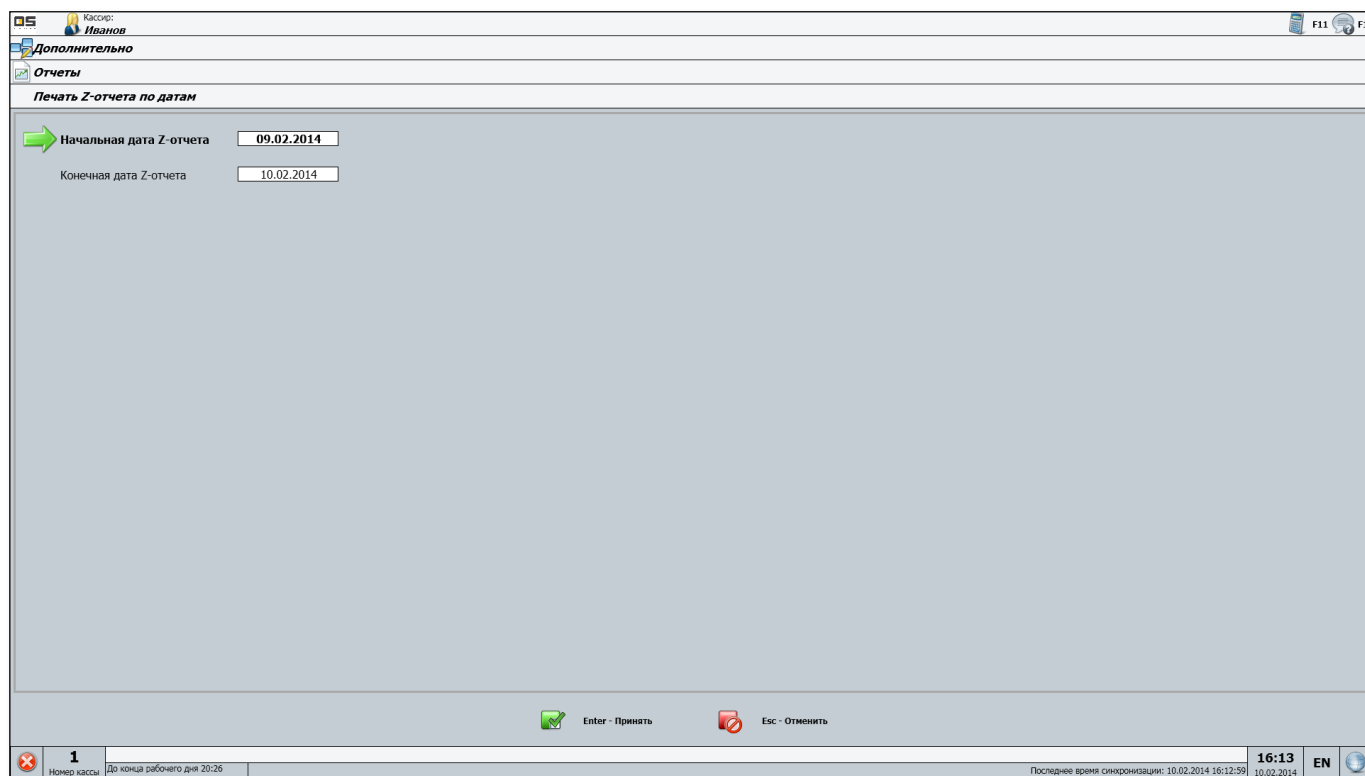 QS
Кассир:
Иванов
F11
Дополнительно
Отчеты
Печать Z-отчета по датам
Начальная дата Z-отчета 09.02.2014
Конечная дата Z-отчета 10.02.2014
Enter - Принять Esc - Отменить
1
Номер кассы
До конца рабочего дня 20:26
Последнее время синхронизации: 10.02.2014 16:12:59
16:13
10.02.2014
EN